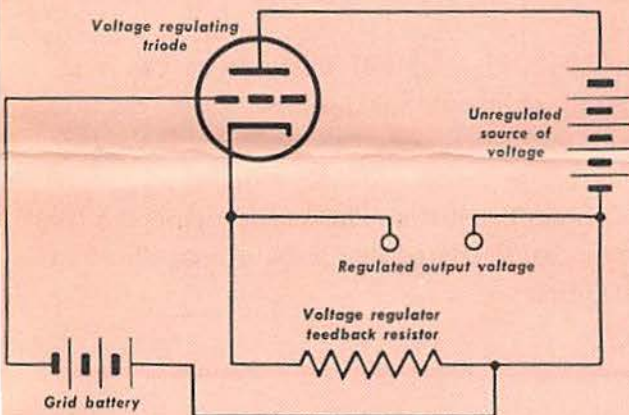 Voltage regulating
triode
Unregulated
source of
voltage
Regulated output voltage
Voltage regulator
feedback resistor
Grid battery